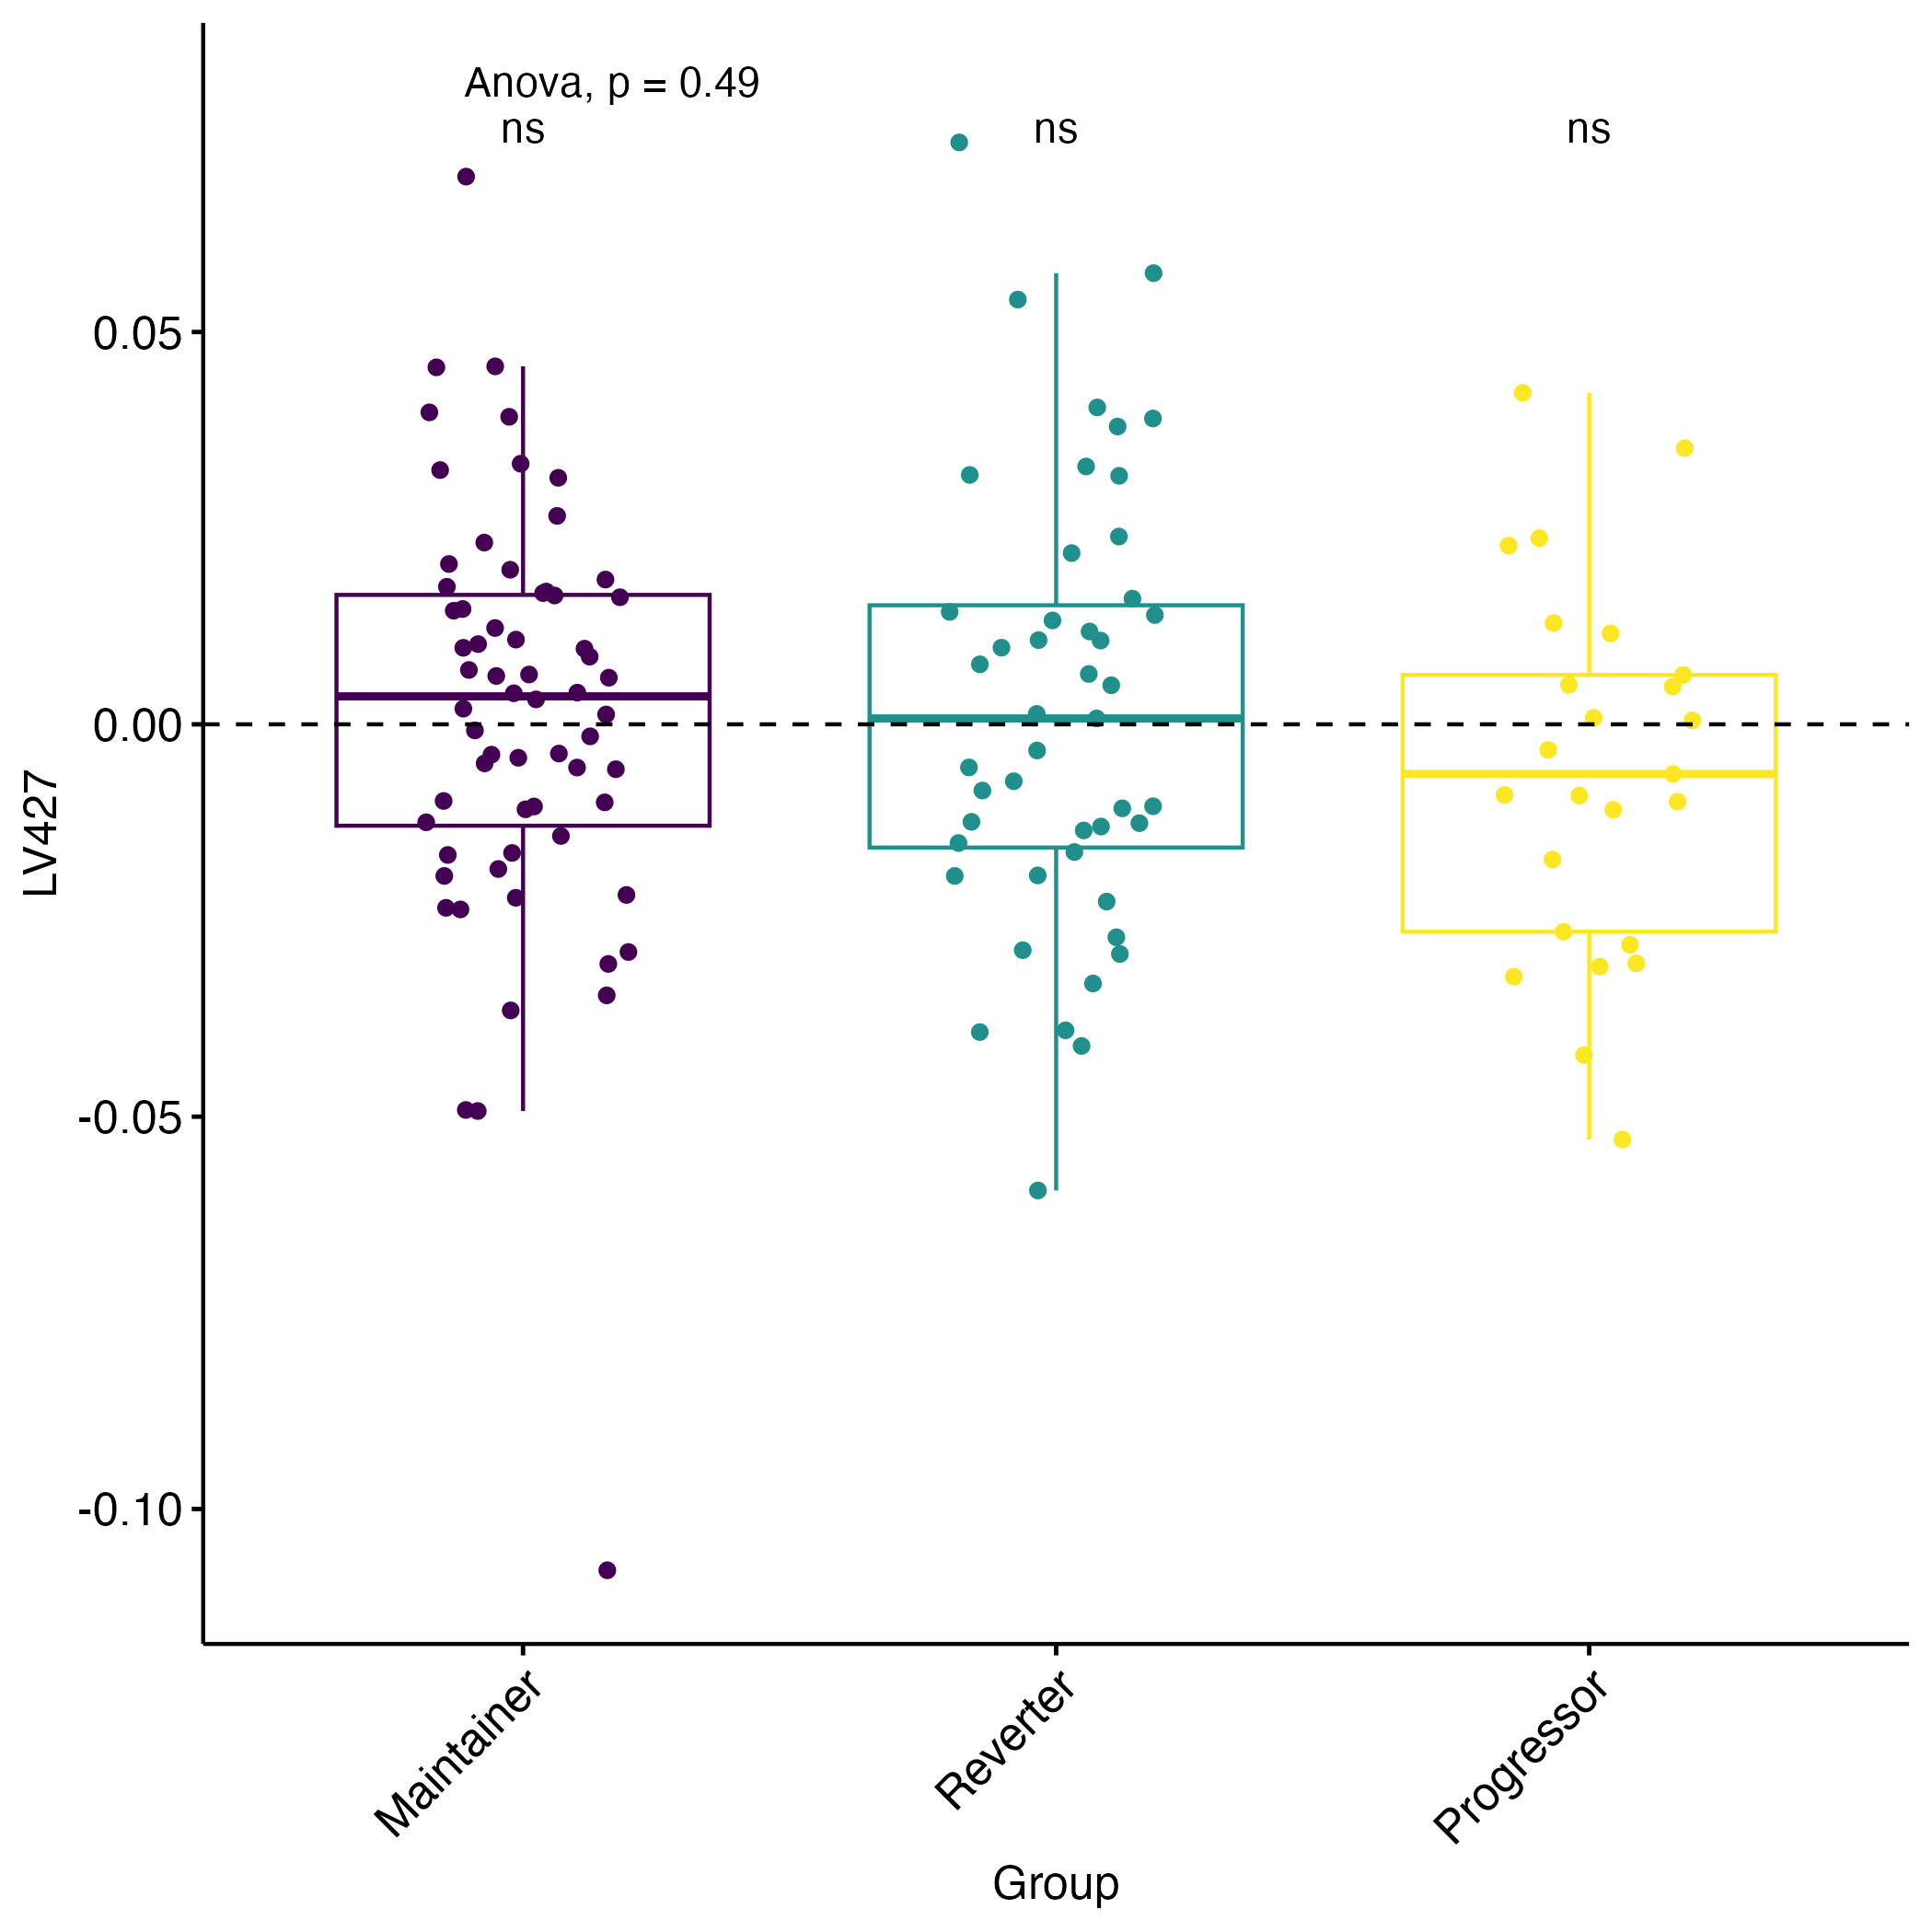 Anova, p = 0.49
ns ns ns
0.05
0.00
-0.05
-0.10
LV427
Maintainer
Reverter
Progressor
Group